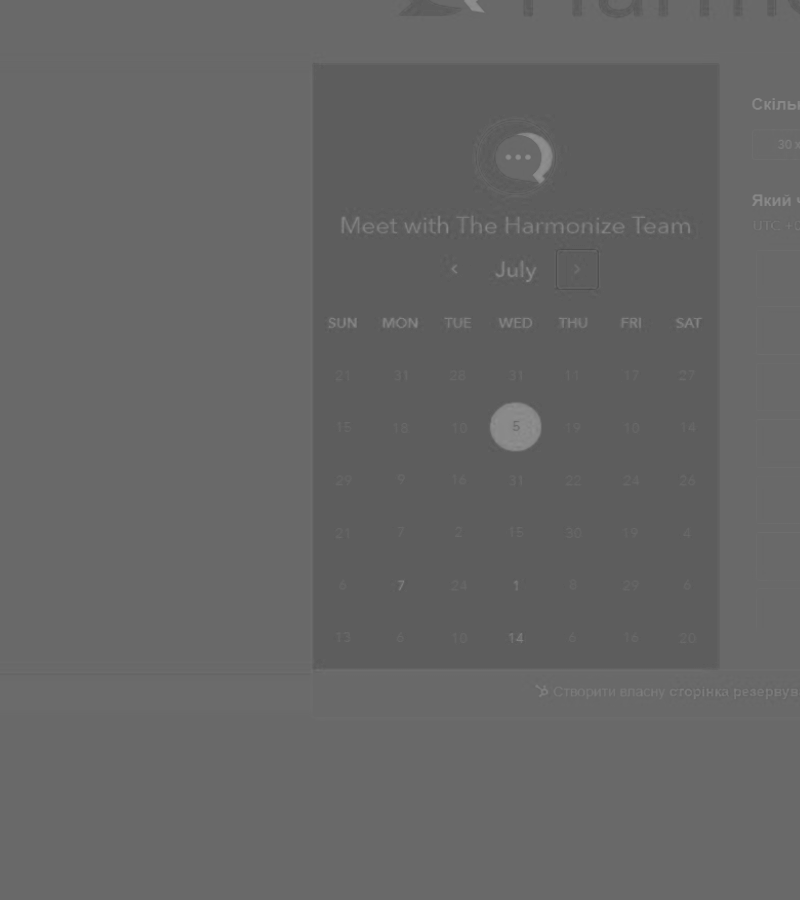 Harmo
Скіль
30 х
Meet with The Harmonize Team
Який ч
UTC +0
July
SUN MON TUE WED THU FRI SAT
21 31 28 31 11 17 27
15 18 10 5 19 10 14
29 9 16 31 22 24 26
21 7 2 15 30 19 4
6 7 24 1 8 29 6
13 6 10 14 6 16 20
Створити власну сторінка резервув